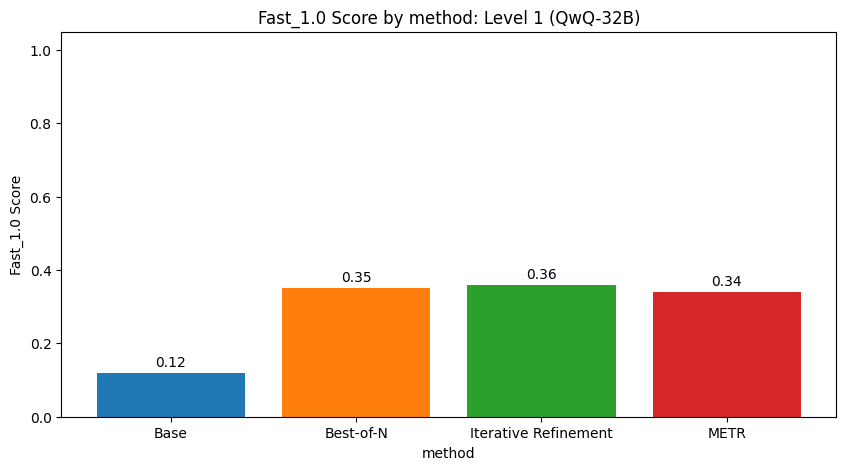 Fast_1.0 Score by method: Level 1 (QwQ-32B)
Fast_1.0 Score
1.0
0.8
0.6
0.4
0.2
0.0
0.12
0.35
0.36
0.34
Base
Best-of-N
Iterative Refinement
METR
method